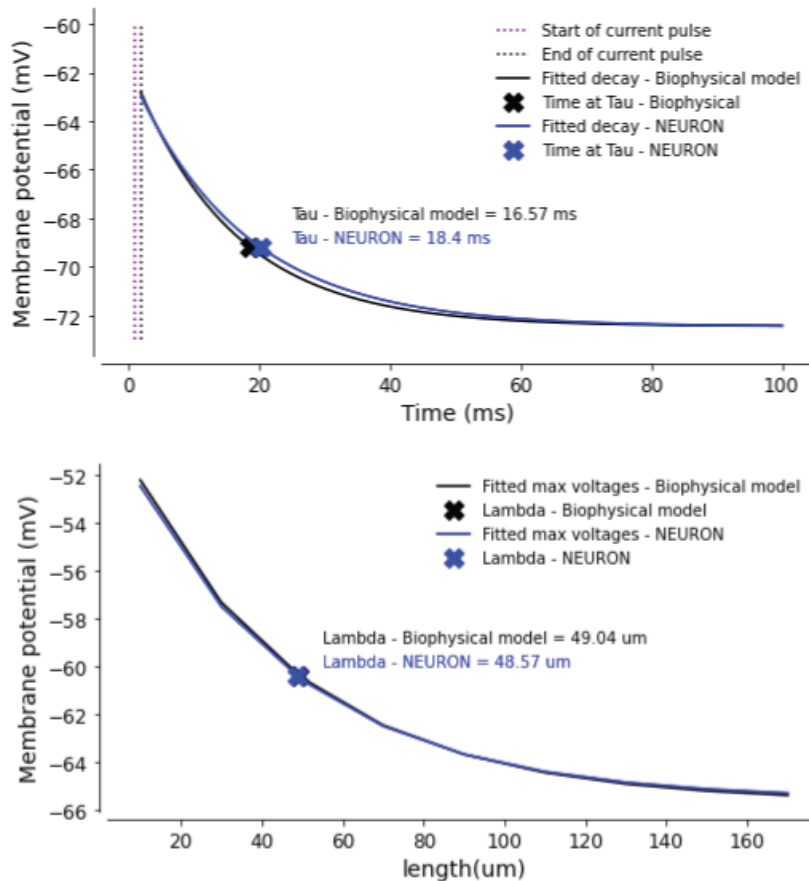 −60
−62
−64
−66
−68
−70
−72
Membrane potential (mV)
Start of current pulse
End of current pulse
Fitted decay - Biophysical model
Time at Tau - Biophysical
Fitted decay - NEURON
Time at Tau - NEURON
Tau - Biophysical model = 16.57 ms
Tau - NEURON = 18.4 ms
0 20 40 60 80 100
Time (ms)
−52
−54
−56
−58
−60
−62
−64
−66
Membrane potential (mV)
Fitted max voltages - Biophysical model
Lambda - Biophysical model
Fitted max voltages - NEURON
Lambda - NEURON
Lambda - Biophysical model = 49.04 um
Lambda - NEURON = 48.57 um
20 40 60 80 100 120 140 160
length(um)